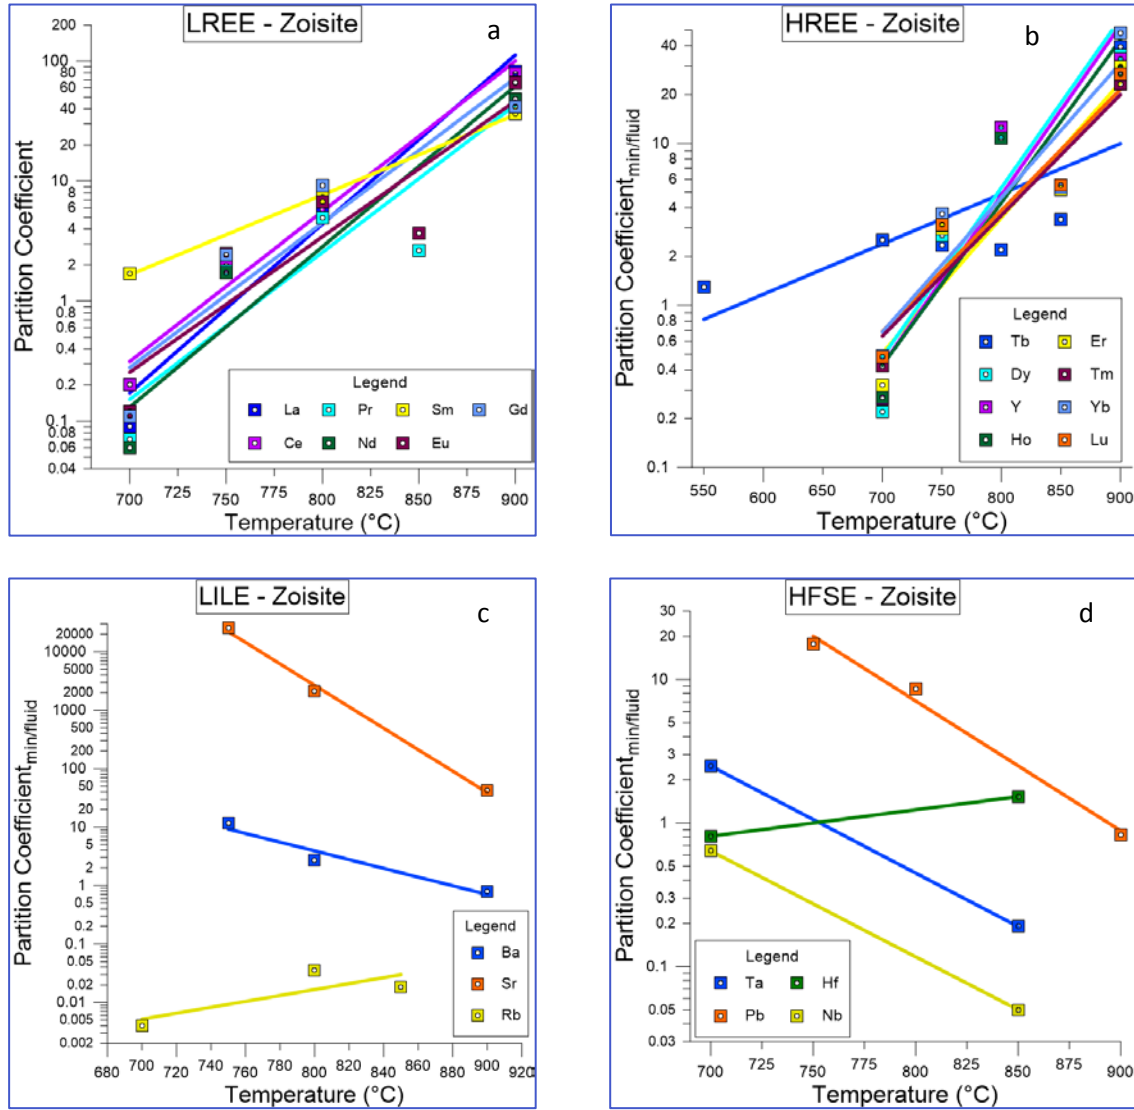 LREE - Zoisite
a
200
100
80
60
40
20
10
8
6
4
2
1
0.8
0.6
0.4
0.2
0.1
0.08
0.06
0.04
Partition Coefficient
Legend
La Pr Sm Gd
Ce Nd Eu
700 725 750 775 800 825 850 875 900
Temperature (°C)
HREE - Zoisite
b
40
20
10
8
6
4
2
1
0.8
0.6
0.4
0.2
0.1
Partition Coefficient min/fluid
Legend
Tb Er
Dy Tm
Y Yb
Ho Lu
550 600 650 700 750 800 850 900
Temperature (°C)
LILE - Zoisite
c
20000
10000
5000
2000
1000
500
200
100
50
20
10
5
2
1
0.5
0.2
0.1
0.05
0.02
0.01
0.005
0.002
Partition Coefficient min/fluid
Legend
Ba
Sr
Rb
680 700 720 740 760 780 800 820 840 860 880 900 920
Temperature (°C)
HFSE - Zoisite
d
30
20
10
5
3
2
1
0.5
0.3
0.2
0.1
0.05
0.03
Partition Coefficient min/fluid
Legend
Ta Hf
Pb Nb
700 725 750 775 800 825 850 875 900
Temperature (°C)